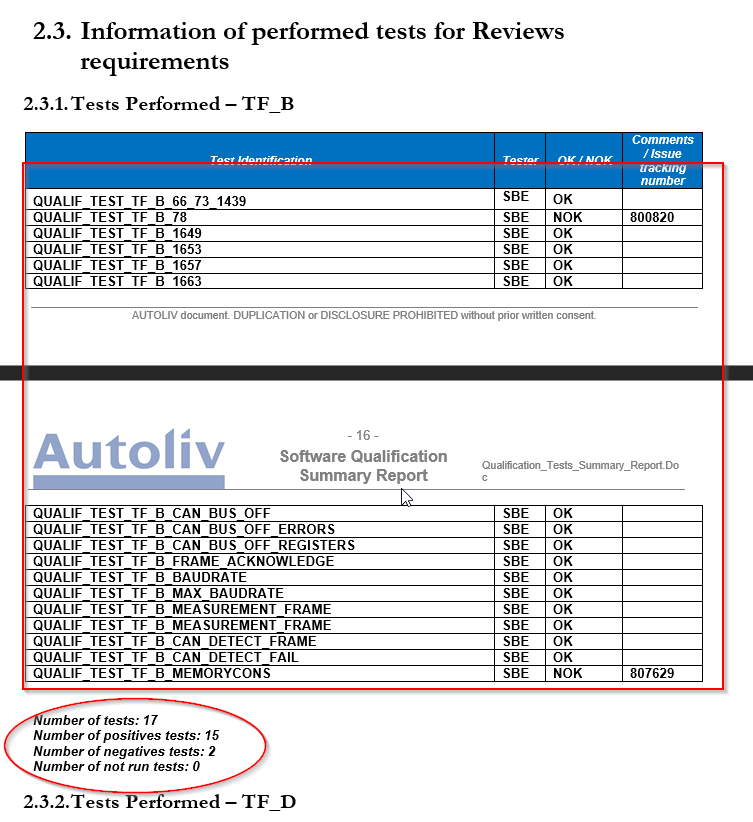 2.3. Information of performed tests for Reviews
requirements
2.3.1. Tests Performed – TF_B
Test Identification Tester OK / NOK Comments / Issue tracking number
QUALIF_TEST_TF_B_66_73_1439 SBE OK
QUALIF_TEST_TF_B_78 SBE NOK 800820
QUALIF_TEST_TF_B_1649 SBE OK
QUALIF_TEST_TF_B_1653 SBE OK
QUALIF_TEST_TF_B_1657 SBE OK
QUALIF_TEST_TF_B_1663 SBE OK
AUTOLIV document. DUPLICATION or DISCLOSURE PROHIBITED without prior written consent.
Autoliv
- 16 -
Software Qualification
Summary Report
Qualification_Tests_Summary_Report.Do
c
QUALIF_TEST_TF_B_CAN_BUS_OFF SBE OK
QUALIF_TEST_TF_B_CAN_BUS_OFF_ERRORS SBE OK
QUALIF_TEST_TF_B_CAN_BUS_OFF_REGISTERS SBE OK
QUALIF_TEST_TF_B_FRAME_ACKNOWLEDGE SBE OK
QUALIF_TEST_TF_B_BAUDRATE SBE OK
QUALIF_TEST_TF_B_MAX_BAUDRATE SBE OK
QUALIF_TEST_TF_B_MEASUREMENT_FRAME SBE OK
QUALIF_TEST_TF_B_MEASUREMENT_FRAME SBE OK
QUALIF_TEST_TF_B_CAN_DETECT_FRAME SBE OK
QUALIF_TEST_TF_B_CAN_DETECT_FAIL SBE OK
QUALIF_TEST_TF_B_MEMORYCONS SBE NOK 807629
Number of tests: 17
Number of positives tests: 15
Number of negatives tests: 2
Number of not run tests: 0
2.3.2. Tests Performed – TF_D